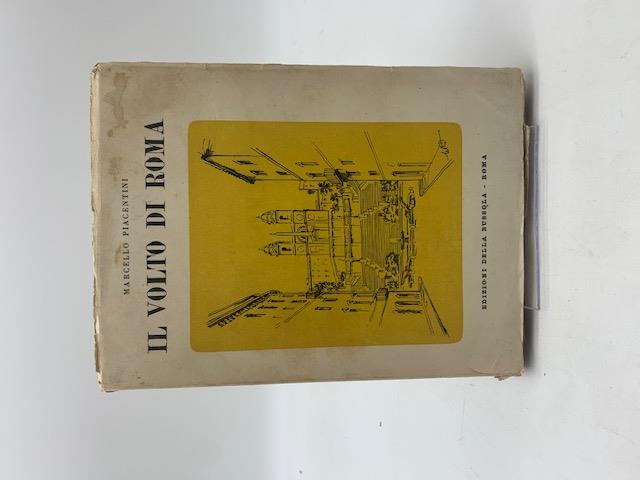 MARCELLO PIACENTINI
IL VOLTO DI ROMA
EDIZIONI DELLA BUSSOLA - ROMA